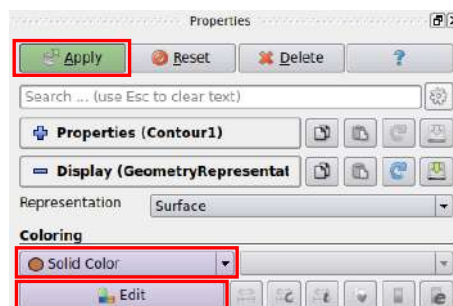 Properties
Apply Reset Delete ?
Search ... (use Esc to clear text)
Properties (Contour1)
Display (GeometryRepresentat
Representation Surface
Coloring
Solid Color
Edit